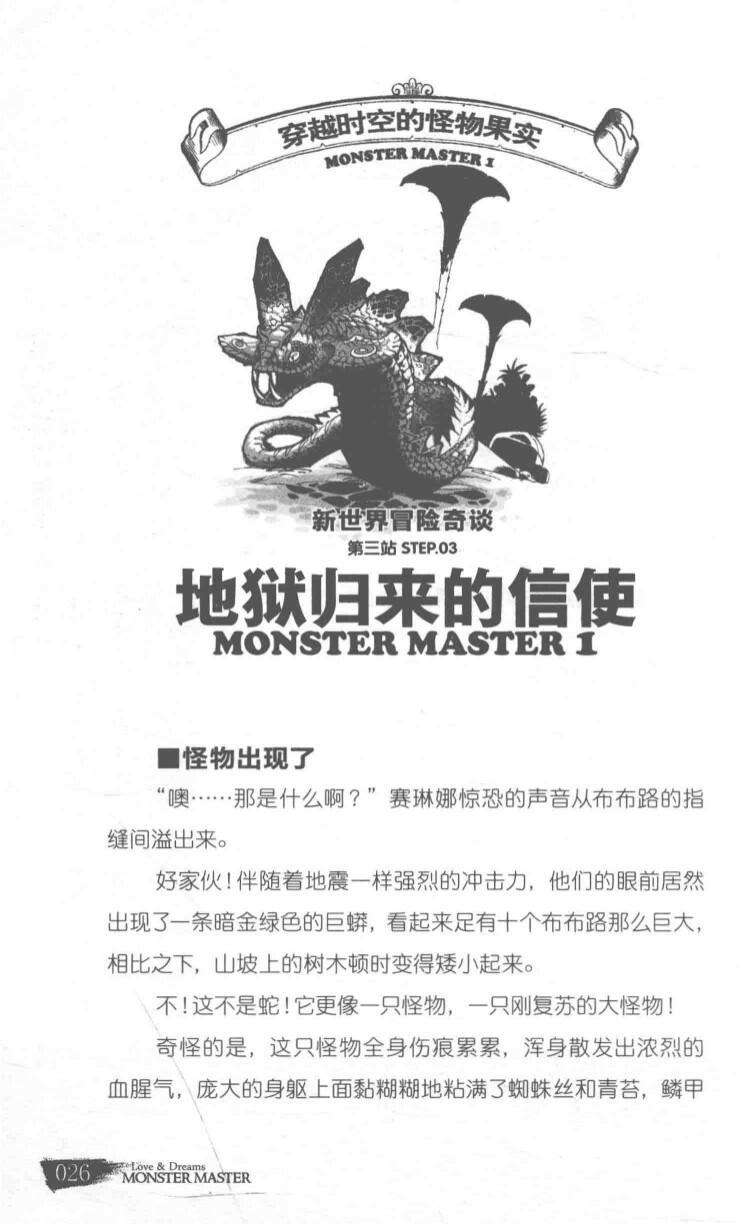 穿越时空的怪物果实
MONSTER MASTER 1
新世界冒险奇谈
第三站 STEP.03
地狱归来的信使
MONSTER MASTER 1
■怪物出现了
“噢……那是什么啊？”赛琳娜惊恐的声音从布布路的指
缝间溢出来。
好家伙！伴随着地震一样强烈的冲击力，他们的眼前居然
出现了一条暗金绿色的巨蟒，看起来足有十个布布路那么巨大，
相比之下，山坡上的树木顿时变得矮小起来。
不！这不是蛇！它更像一只怪物，一只刚复苏的大怪物！
奇怪的是，这只怪物全身伤痕累累，浑身散发出浓烈的
血腥气，庞大的身躯上面黏糊糊地粘满了蜘蛛丝和青苔，鳞甲
026
Love & Dreams
MONSTER MASTER